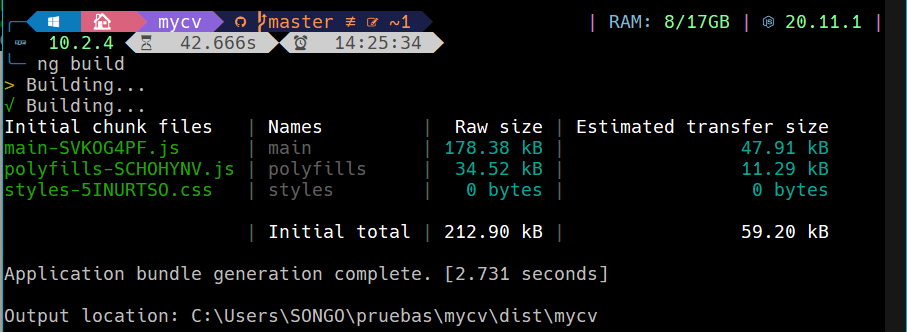 mycv master ≢ ~1 | RAM: 8/17GB | 20.11.1 |
10.2.4 42.666s 14:25:34
ng build
> Building...
√ Building...
Initial chunk files | Names | Raw size | Estimated transfer size
main-SVKOG4PF.js | main | 178.38 kB | 47.91 kB
polyfills-SCHOHYNV.js | polyfills | 34.52 kB | 11.29 kB
styles-5INURTSO.css | styles | 0 bytes | 0 bytes
| Initial total | 212.90 kB | 59.20 kB
Application bundle generation complete. [2.731 seconds]
Output location: C:\Users\SONGO\pruebas\mycv\dist\mycv